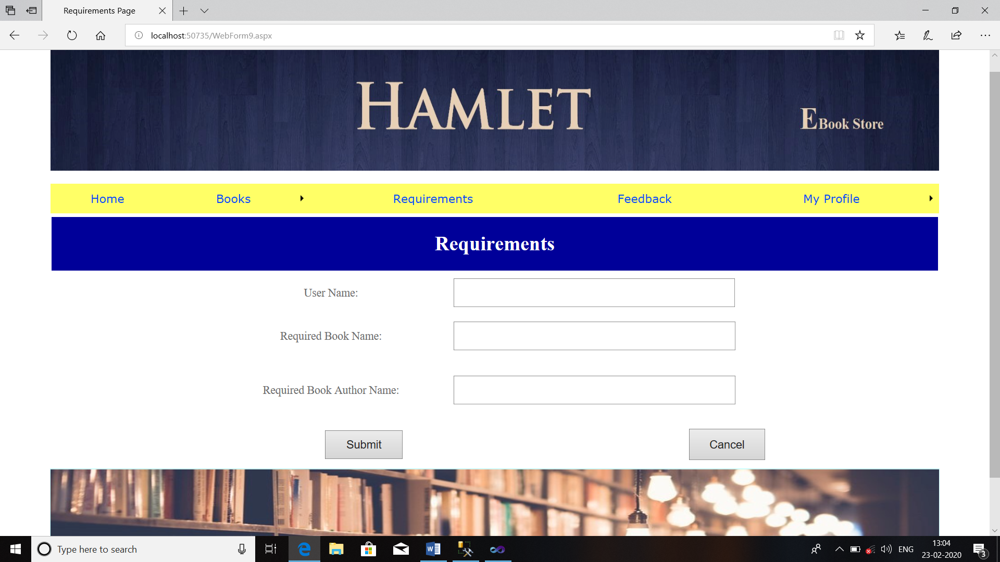 Requirements Page
localhost:50735/WebForm9.aspx
HAMLET
EBook Store
Home Books Requirements Feedback My Profile
Requirements
User Name:
Required Book Name:
Required Book Author Name:
Submit Cancel
Type here to search
ENG
13:04
23-02-2020
3